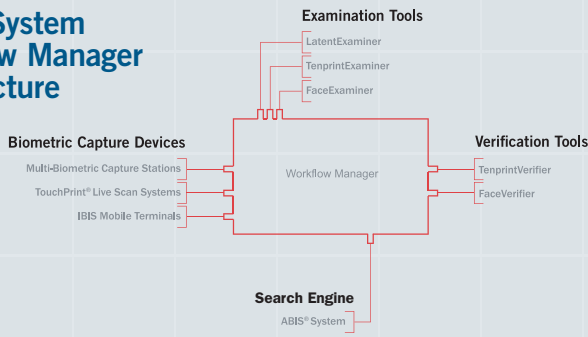 System
w Manager
cture
Examination Tools
LatentExaminer
TenprintExaminer
FaceExaminer
Biometric Capture Devices
Multi-Biometric Capture Stations
TouchPrint® Live Scan Systems
IBIS Mobile Terminals
Workflow Manager
Verification Tools
TenprintVerifier
FaceVerifier
Search Engine
ABIS® System